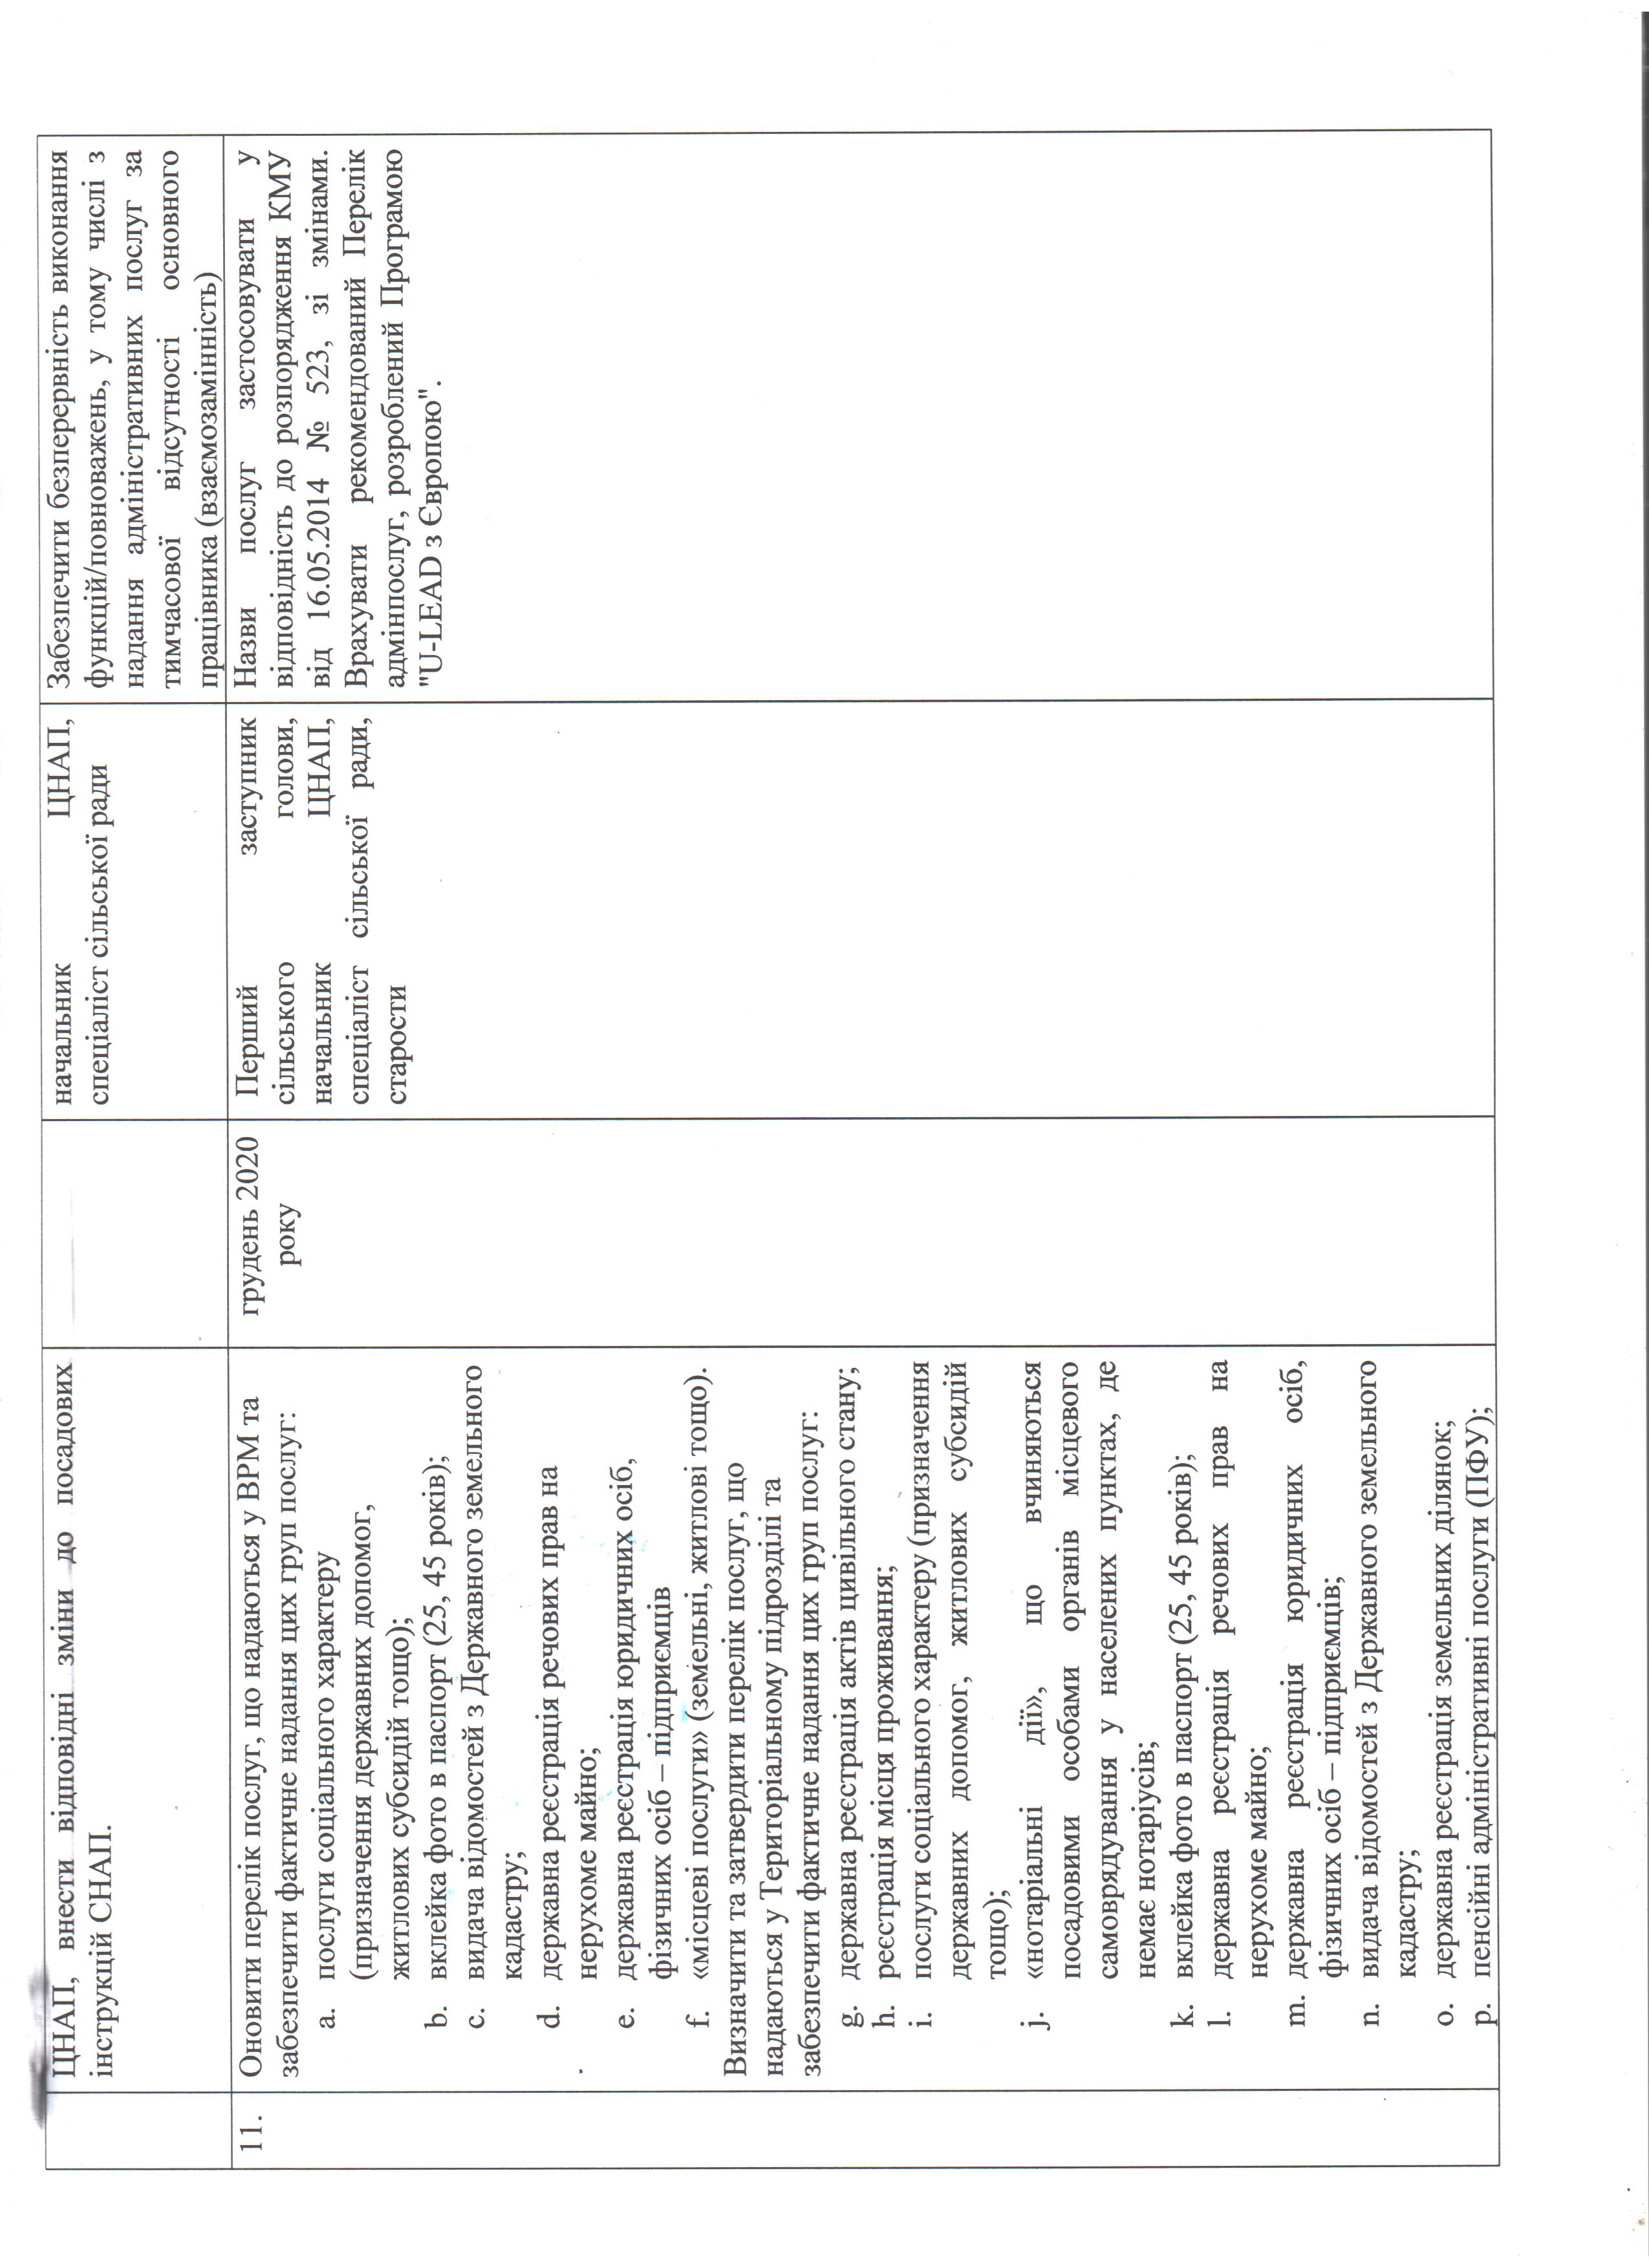 ЦНАП, внести відповідні зміни до посадових
інструкцій СНАП.
начальник ЦНАП,
спеціаліст сільської ради
Забезпечити безперервність виконання
функцій/повноважень, у тому числі з
надання адміністративних послуг за
тимчасової відсутності основного
працівника (взаємозамінність)
11.
Оновити перелік послуг, що надаються у ВРМ та
забезпечити фактичне надання цих груп послуг:
a. послуги соціального характеру
(призначення державних допомог,
житлових субсидій тощо);
b. вклейка фото в паспорт (25, 45 років);
c. видача відомостей з Державного земельного
кадастру;
d. державна реєстрація речових прав на
нерухоме майно;
e. державна реєстрація юридичних осіб,
фізичних осіб – підприємців
f. «місцеві послуги» (земельні, житлові тощо).
Визначити та затвердити перелік послуг, що
надаються у Територіальному підрозділі та
забезпечити фактичне надання цих груп послуг:
g. державна реєстрація актів цивільного стану;
h. реєстрація місця проживання;
i. послуги соціального характеру (призначення
державних допомог, житлових субсидій
тощо);
j. «нотаріальні дії», що вчиняються
посадовими особами органів місцевого
самоврядування у населених пунктах, де
немає нотаріусів;
k. вклейка фото в паспорт (25, 45 років);
l. державна реєстрація речових прав на
нерухоме майно;
m. державна реєстрація юридичних осіб,
фізичних осіб – підприємців;
n. видача відомостей з Державного земельного
кадастру;
o. державна реєстрація земельних ділянок;
p. пенсійні адміністративні послуги (ПФУ);
грудень 2020
року
Перший заступник
сільського голови,
начальник ЦНАП,
спеціаліст сільської ради,
старости
Назви послуг застосовувати у
відповідність до розпорядження КМУ
від 16.05.2014 № 523, зі змінами.
Врахувати рекомендований Перелік
адмінпослуг, розроблений Програмою
"U-LEAD з Європою".